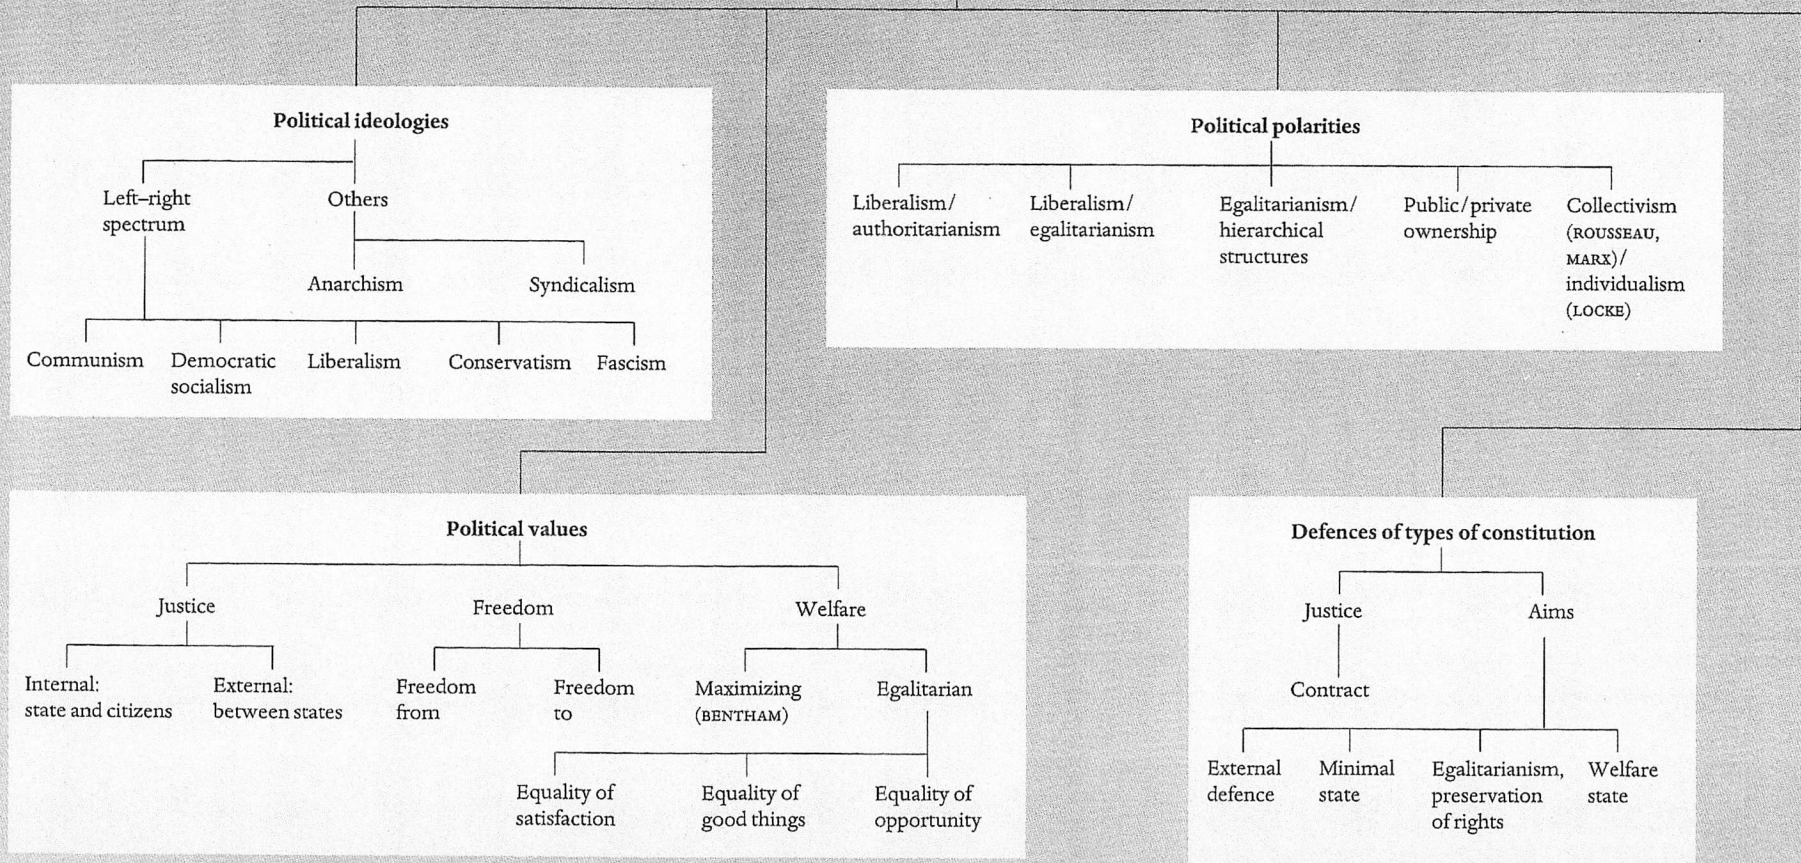 Political ideologies
Left–right
spectrum
Others
Anarchism
Syndicalism
Communism
Democratic
socialism
Liberalism
Conservatism
Fascism
Political polarities
Liberalism/
authoritarianism
Liberalism/
egalitarianism
Egalitarianism/
hierarchical
structures
Public/private
ownership
Collectivism
(ROUSSEAU,
MARX)/
individualism
(LOCKE)
Political values
Justice
Freedom
Welfare
Internal:
state and citizens
External:
between states
Freedom
from
Freedom
to
Maximizing
(BENTHAM)
Egalitarian
Equality of
satisfaction
Equality of
good things
Equality of
opportunity
Defences of types of constitution
Justice
Aims
Contract
External
defence
Minimal
state
Egalitarianism,
preservation
of rights
Welfare
state